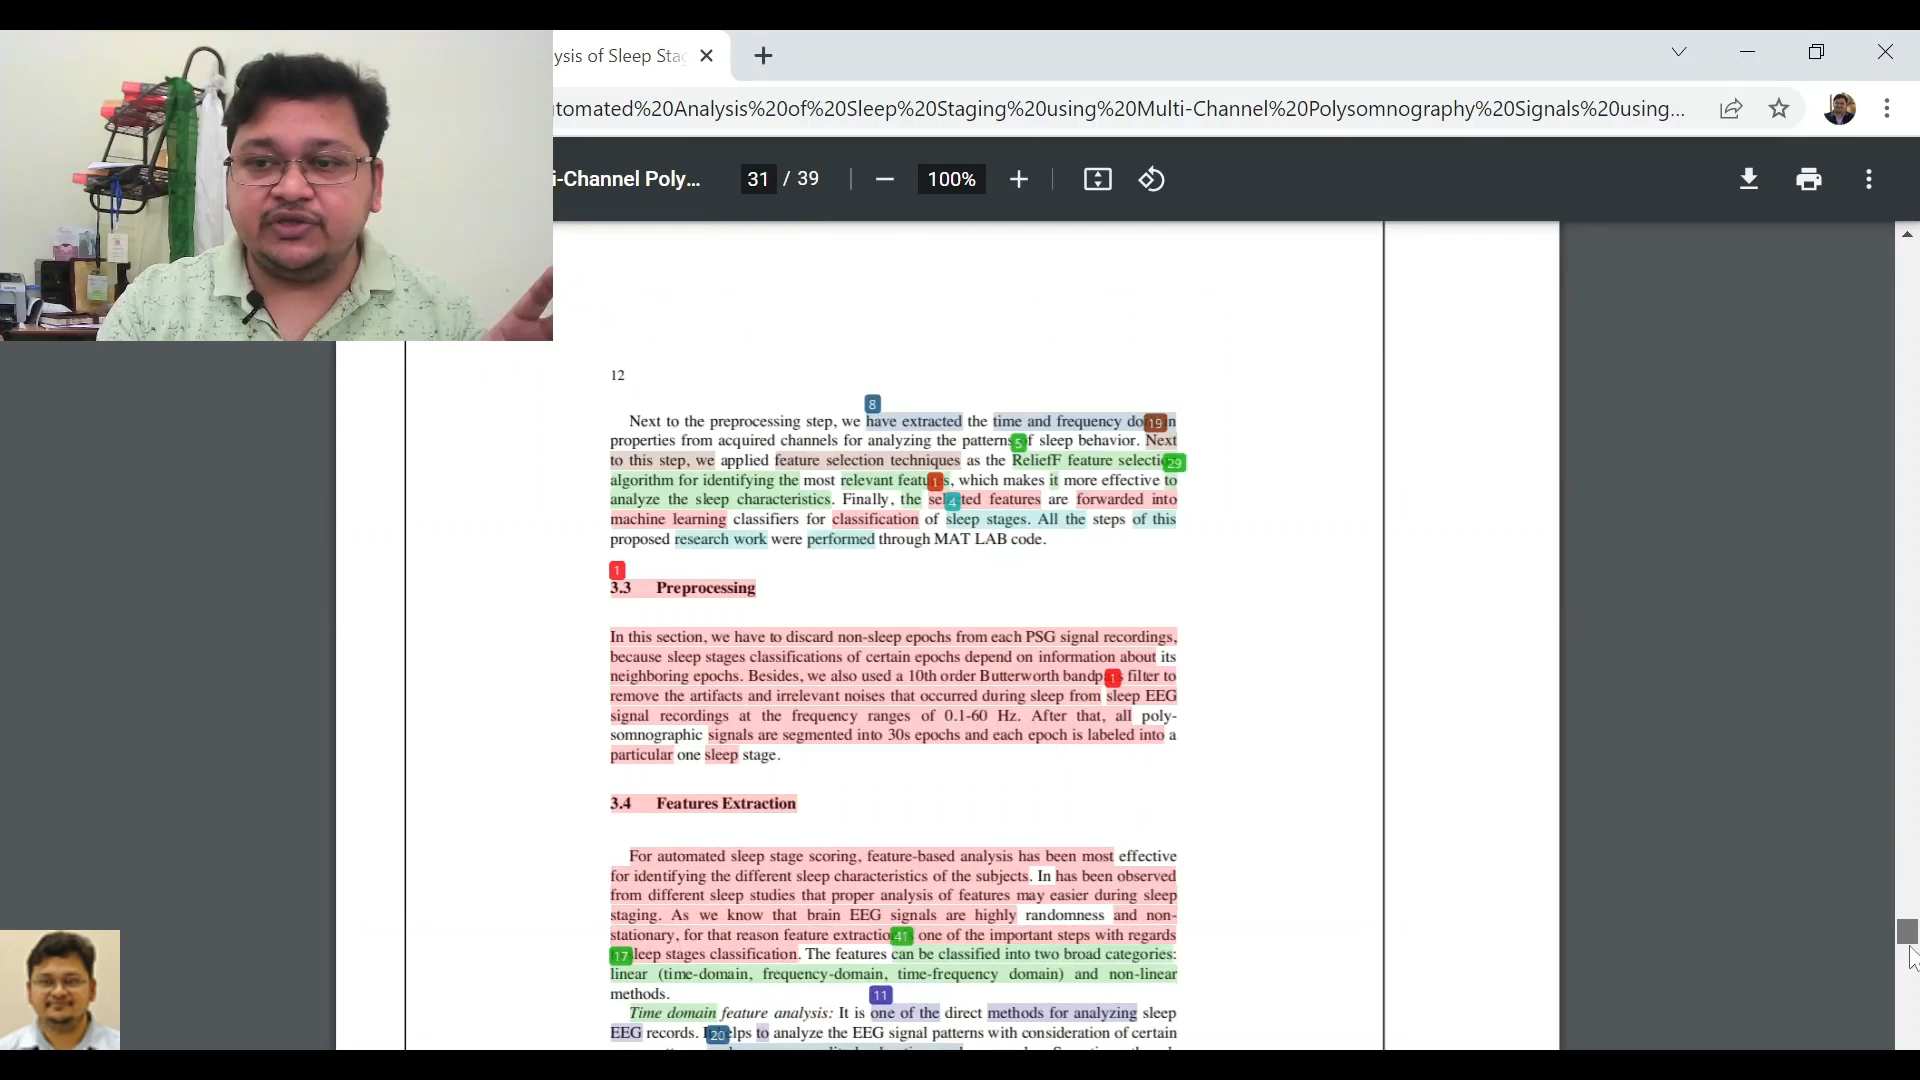 ysis of Sleep Sta
utomated%20Analysis%20of%20Sleep%20Staging%20using%20Multi-Channel%20Polysomnography%20Signals%20using...
i-Channel Poly... 31 / 39 100%
12
8
Next to the preprocessing step, we have extracted the time and frequency do 19 n
properties from acquired channels for analyzing the patterns 5 f sleep behavior. Next
to this step, we applied feature selection techniques as the ReliefF feature selectio 29
algorithm for identifying the most relevant featu 1 s, which makes it more effective to
analyze the sleep characteristics. Finally, the sel 4 ted features are forwarded into
machine learning classifiers for classification of sleep stages. All the steps of this
proposed research work were performed through MAT LAB code.
1
3.3 Preprocessing
In this section, we have to discard non-sleep epochs from each PSG signal recordings,
because sleep stages classifications of certain epochs depend on information about its
neighboring epochs. Besides, we also used a 10th order Butterworth bandp 1 filter to
remove the artifacts and irrelevant noises that occurred during sleep from sleep EEG
signal recordings at the frequency ranges of 0.1-60 Hz. After that, all poly-
somnographic signals are segmented into 30s epochs and each epoch is labeled into a
particular one sleep stage.
3.4 Features Extraction
For automated sleep stage scoring, feature-based analysis has been most effective
for identifying the different sleep characteristics of the subjects. In has been observed
from different sleep studies that proper analysis of features may easier during sleep
staging. As we know that brain EEG signals are highly randomness and non-
stationary, for that reason feature extractio 41 one of the important steps with regards
17 leep stages classification. The features can be classified into two broad categories:
linear (time-domain, frequency-domain, time-frequency domain) and non-linear
methods.
11
Time domain feature analysis: It is one of the direct methods for analyzing sleep
EEG records. I 20 elps to analyze the EEG signal patterns with consideration of certain